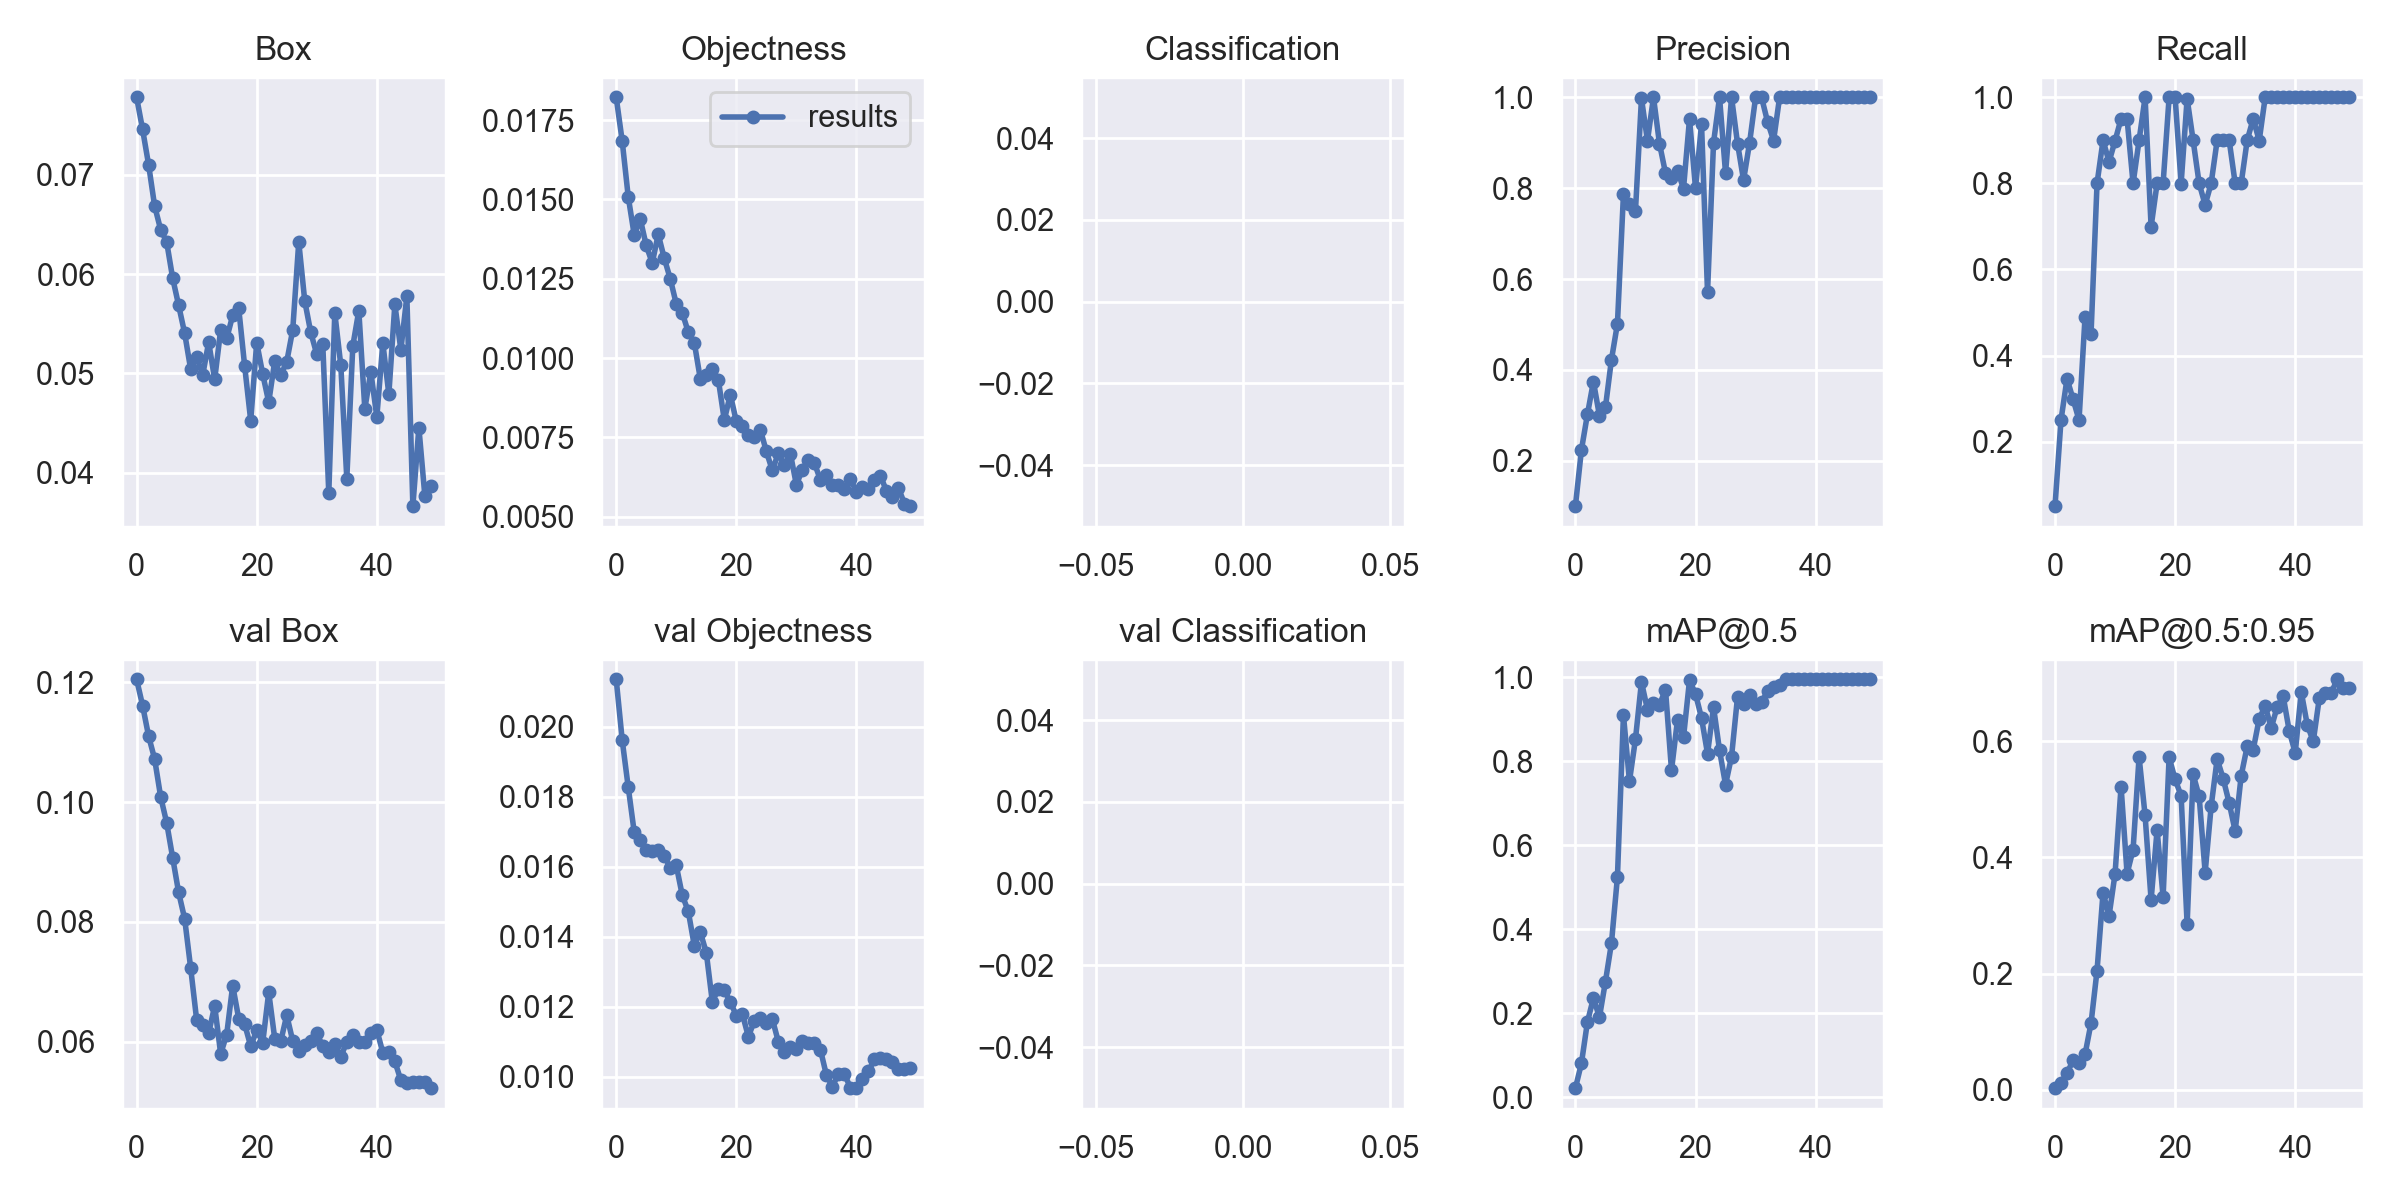 Box
Objectness
Classification
Precision
Recall
0.07
0.06
0.05
0.04
0 20 40
results
0.0175
0.0150
0.0125
0.0100
0.0075
0.0050
0 20 40
0.04
0.02
0.00
−0.02
−0.04
−0.05 0.00 0.05
1.0
0.8
0.6
0.4
0.2
0 20 40
1.0
0.8
0.6
0.4
0.2
0 20 40
val Box
val Objectness
val Classification
mAP@0.5
mAP@0.5:0.95
0.12
0.10
0.08
0.06
0 20 40
0.020
0.018
0.016
0.014
0.012
0.010
0 20 40
0.04
0.02
0.00
−0.02
−0.04
−0.05 0.00 0.05
1.0
0.8
0.6
0.4
0.2
0.0
0 20 40
0.6
0.4
0.2
0.0
0 20 40